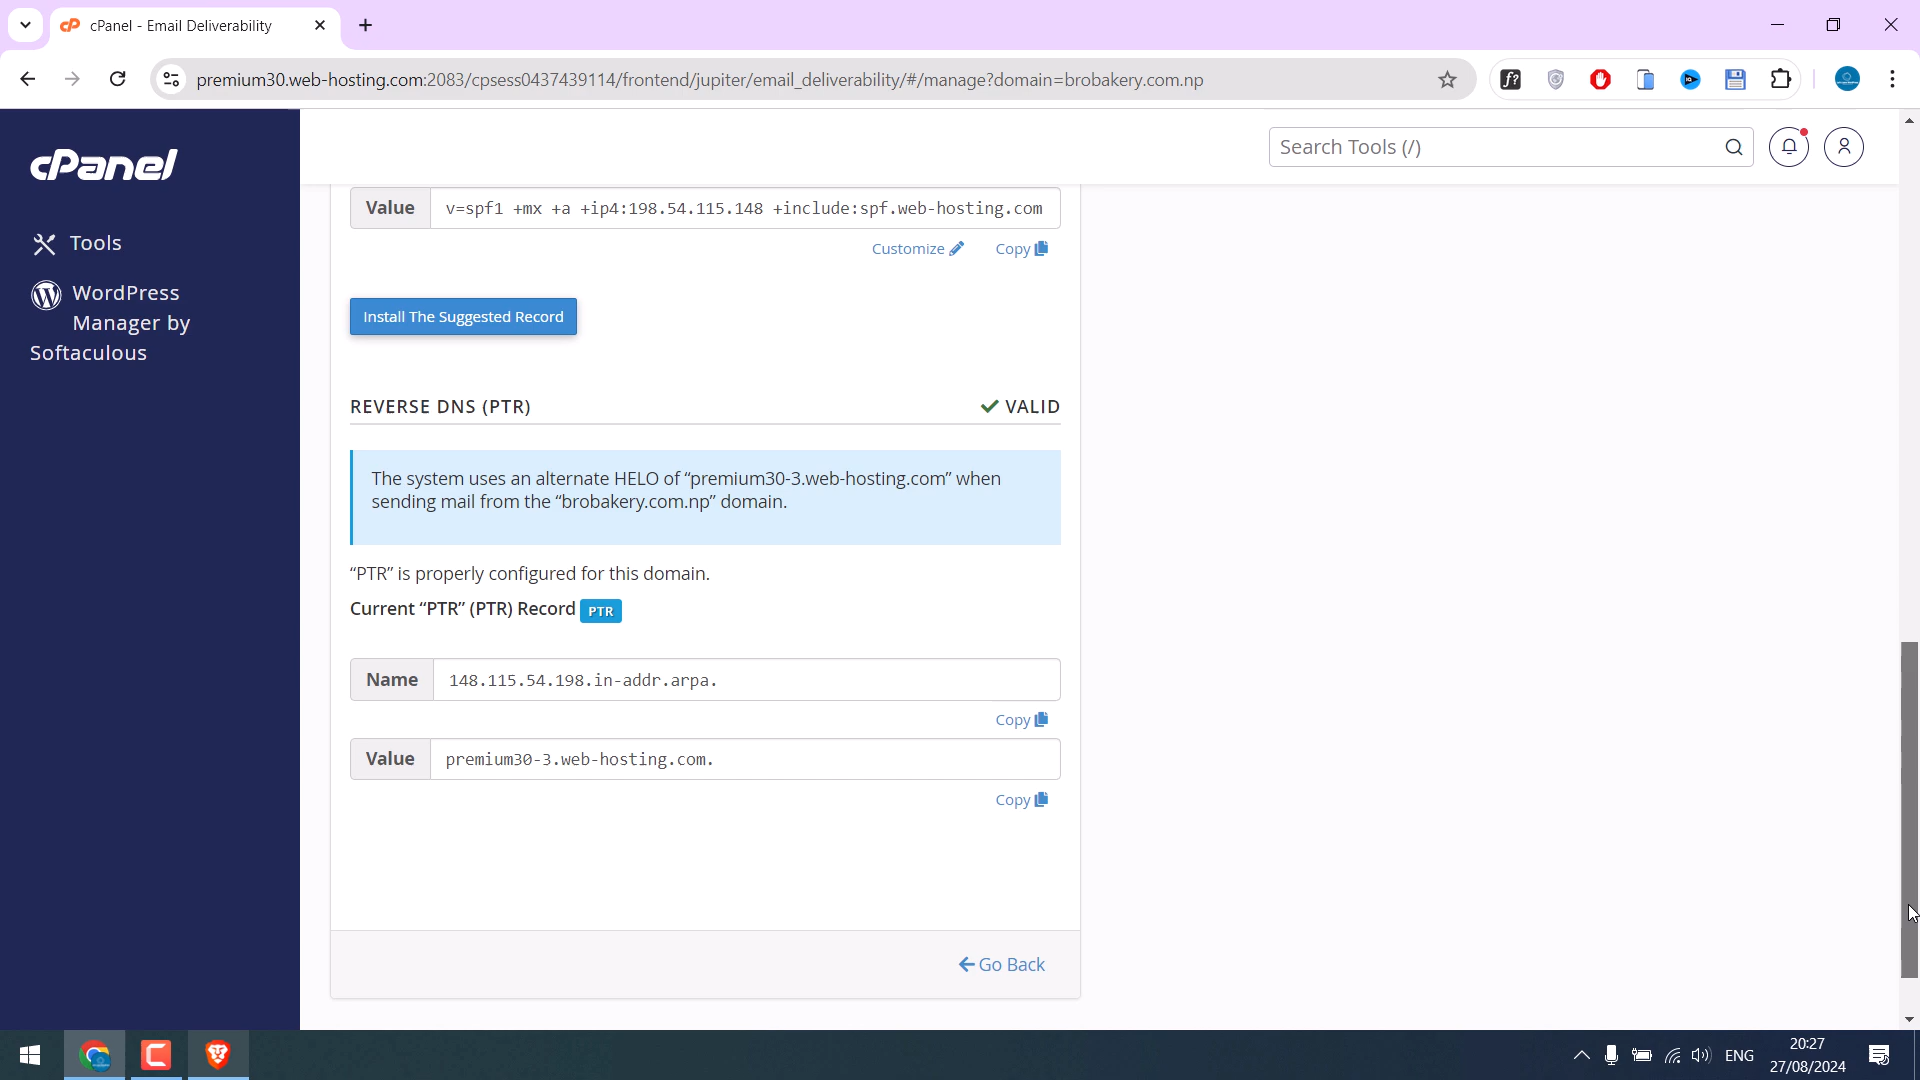 cPanel - Email Deliverability
premium30.web-hosting.com:2083/cpsess0437439114/frontend/jupiter/email_deliverability/#/manage?domain=brobakery.com.np
cPanel
Search Tools (/)
Tools
WordPress
Manager by
Softaculous
Value v=spf1 +mx +a +ip4:198.54.115.148 +include:spf.web-hosting.com
Customize Copy
Install The Suggested Record
REVERSE DNS (PTR) VALID
The system uses an alternate HELO of “premium30-3.web-hosting.com” when
sending mail from the “brobakery.com.np” domain.
“PTR” is properly configured for this domain.
Current “PTR” (PTR) Record PTR
Name 148.115.54.198.in-addr.arpa.
Copy
Value premium30-3.web-hosting.com.
Copy
Go Back
ENG
20:27
27/08/2024